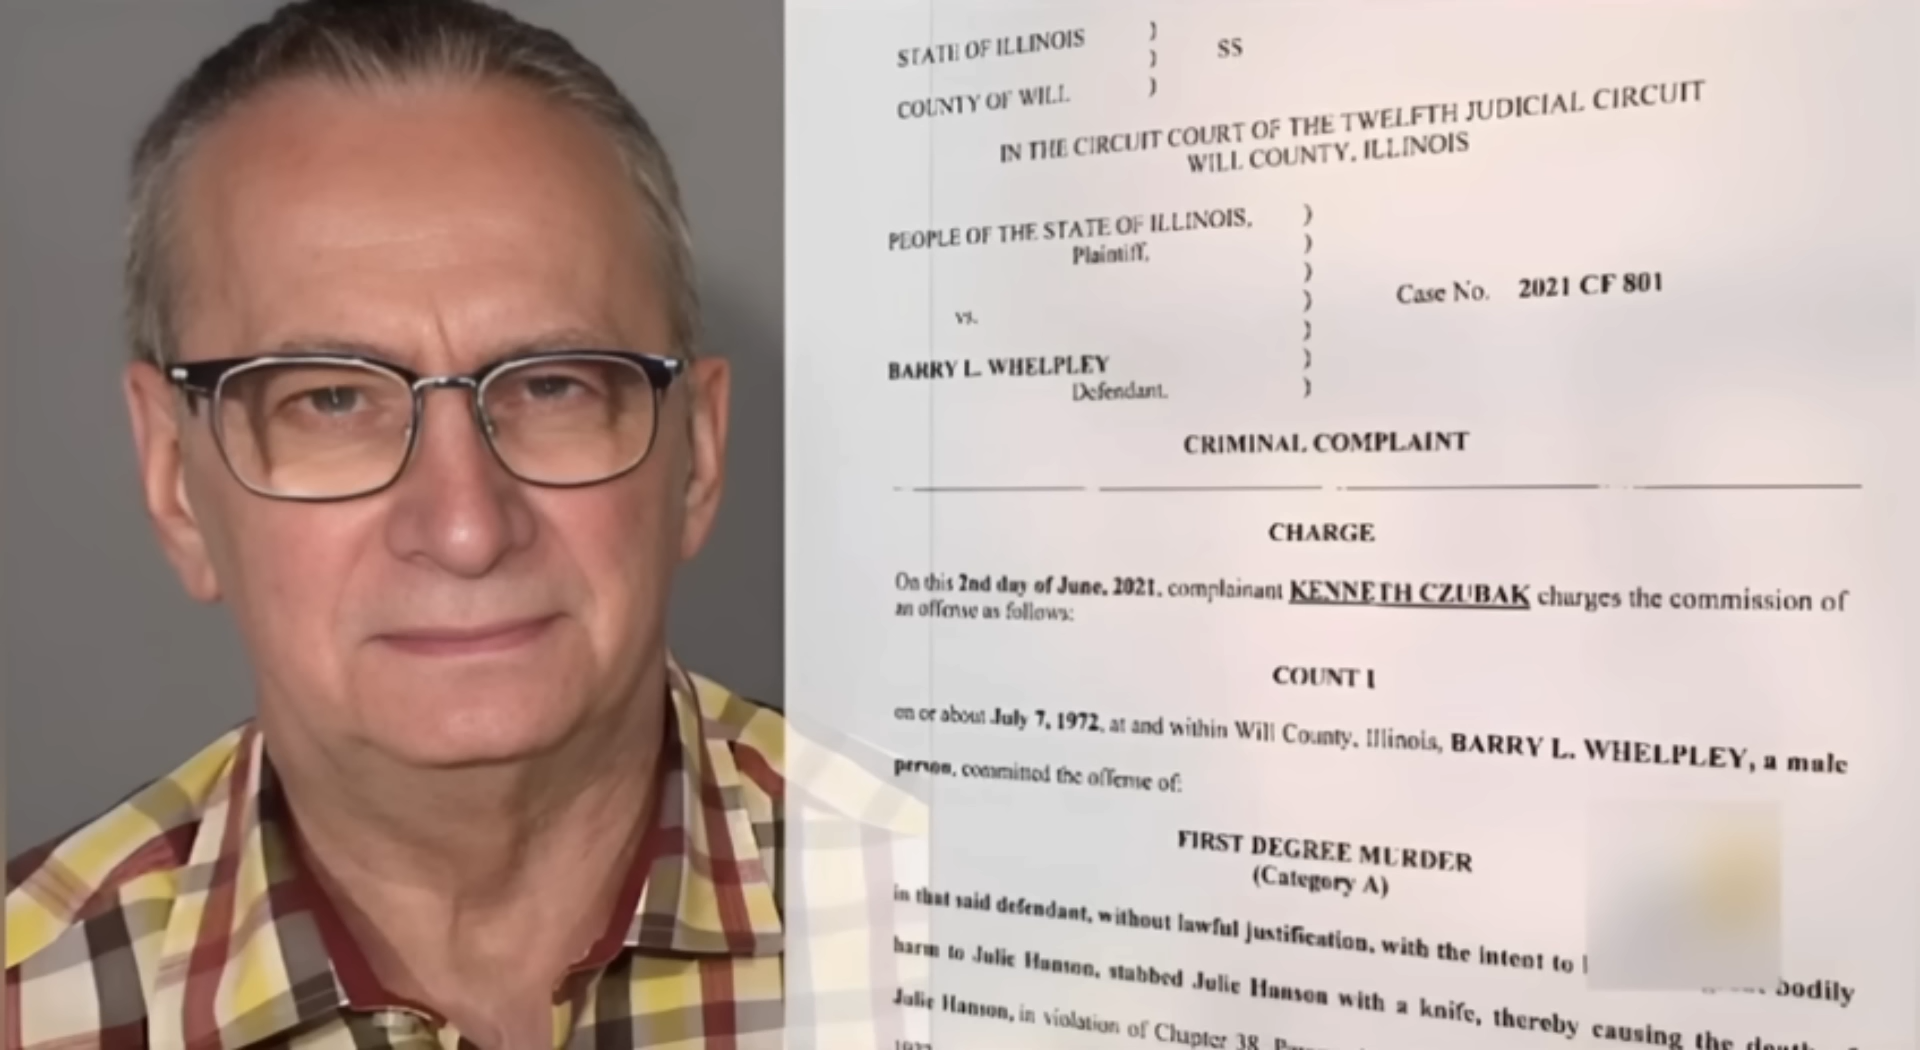 STATE OF ILLINOIS ) 
) SS
COUNTY OF WILL )
IN THE CIRCUIT COURT OF THE TWELFTH JUDICIAL CIRCUIT
WILL COUNTY, ILLINOIS
PEOPLE OF THE STATE OF ILLINOIS, )
Plaintiff, )
)
) Case No. 2021 CF 801
vs. )
BARRY L. WHELPLEY )
Defendant. )
CRIMINAL COMPLAINT
CHARGE
On this 2nd day of June, 2021, complainant KENNETH CZUBAK charges the commission of
an offense as follows:
COUNT I
on or about July 7, 1972, at and within Will County, Illinois, BARRY L. WHELPLEY, a male
person, committed the offense of:
FIRST DEGREE MURDER
(Category A)
in that said defendant, without lawful justification, with the intent to bodily
harm to Julie Hanson, stabbed Julie Hanson with a knife, thereby causing the death of
Julie Hanson, in violation of Chapter 38,